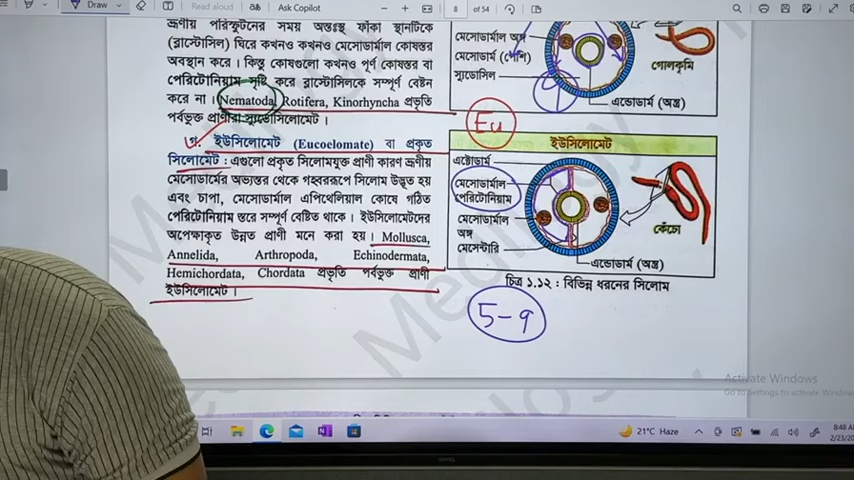 Read aloud
Ask Copilot
Draw
8
of 54
ভ্রূণীয় পরিস্ফুটনের সময় অন্তঃস্থ ফাঁকা স্থানটিকে
(ব্লাস্টোসিল) ঘিরে কখনও কখনও মেসোডার্মাল কোষস্তর
অবস্থান করে। কিন্তু কোষগুলো কখনও পূর্ণ কোষস্তর বা
পেরিটোনিয়াম সৃষ্টি করে ব্লাস্টোসিলকে সম্পূর্ণ বেষ্টন
করে না। Nematoda, Rotifera, Kinorhyncha প্রভৃতি
পর্বভুক্ত প্রাণীরা স্যুডোসিলোমেট।
গ. ইউসিলোমেট (Eucoelomate) বা প্রকৃত
সিলোমেট : এগুলো প্রকৃত সিলোমযুক্ত প্রাণী কারণ ভ্রূণীয়
মেসোডার্মের অভ্যন্তর থেকে গহ্বররূপে সিলোম উদ্ভূত হয়
এবং চাপা, মেসোডার্মাল এপিথেলিয়াল কোষে গঠিত
পেরিটোনিয়াম স্তরে সম্পূর্ণ বেষ্টিত থাকে। ইউসিলোমেটদের
অপেক্ষাকৃত উন্নত প্রাণী মনে করা হয়। Mollusca,
Annelida, Arthropoda, Echinodermata,
Hemichordata, Chordata প্রভৃতি পর্বভুক্ত প্রাণী
ইউসিলোমেট।
মেসোডার্মাল অঙ্গ
মেসোডার্ম (পেশি)
স্যুডোসিল
গোলকৃমি
এন্ডোডার্ম (অন্ত্র)
Eu
ইউসিলোমেট
এক্টোডার্ম
মেসোডার্মাল
পেরিটোনিয়াম
মেসোডার্মাল
অঙ্গ
মেসেন্টারি
কেঁচো
এন্ডোডার্ম (অন্ত্র)
চিত্র ১.১২ : বিভিন্ন ধরনের সিলোম
5-9
Activate Windows
Go to Settings to activate Windows
21°C Haze
8:48 AM